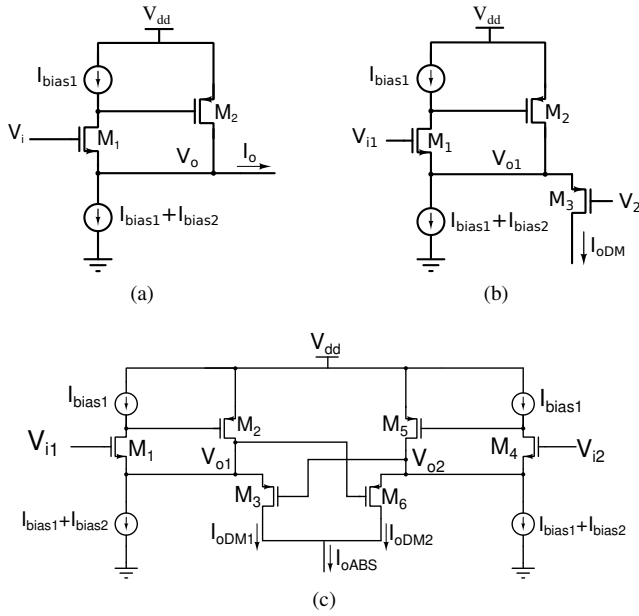 V_dd
I_bias1
M_2
V_i
M_1
V_o
I_o
I_bias1+I_bias2
(a)
V_dd
I_bias1
M_2
V_i1
M_1
V_o1
M_3
V_2
I_bias1+I_bias2
I_oDM
(b)
V_dd
I_bias1
I_bias1
M_2
M_5
V_i1
M_1
M_4
V_i2
V_o1
V_o2
M_3
M_6
I_bias1+I_bias2
I_oDM1
I_oDM2
I_bias1+I_bias2
I_oABS
(c)